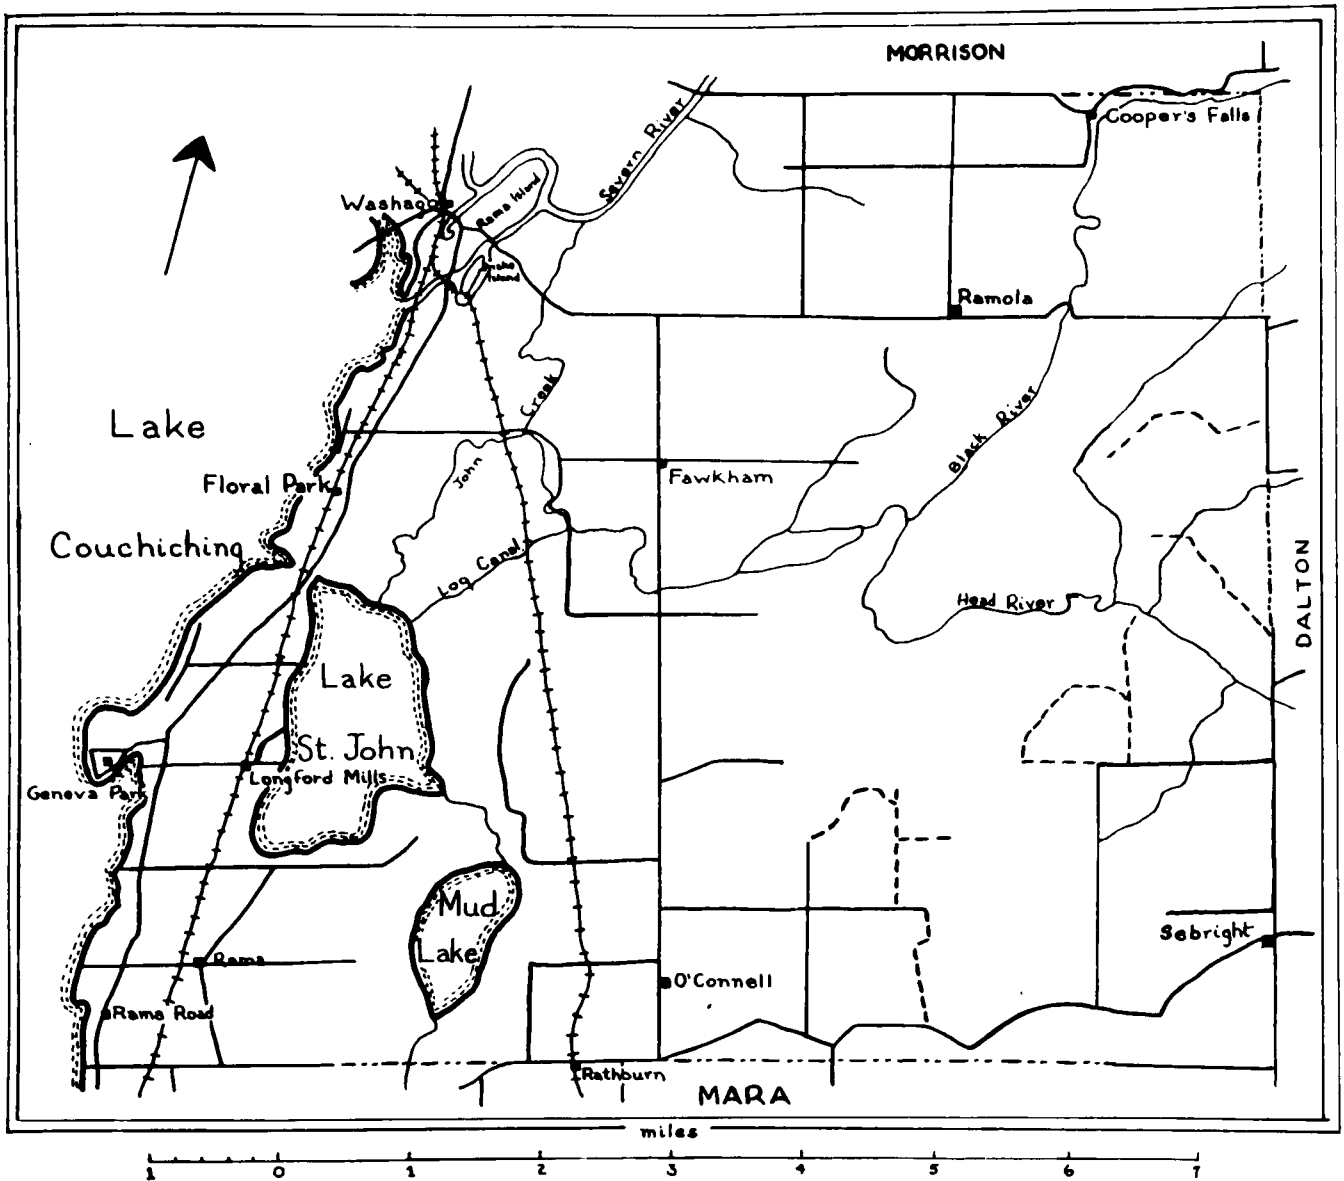 MORRISON
Cooper's Falls
Severn River
Washago
Rama Island
Island
Ramola
Lake
Couchiching
Creek
John
Black River
Floral Park
Fawkham
Log Canal
Head River
DALTON
Lake
St. John
Longford Mills
Geneva Park
Mud
Lake
Sebright
Rama
O'Connell
Rama Road
Rathburn
MARA
miles
1 0 1 2 3 4 5 6 7